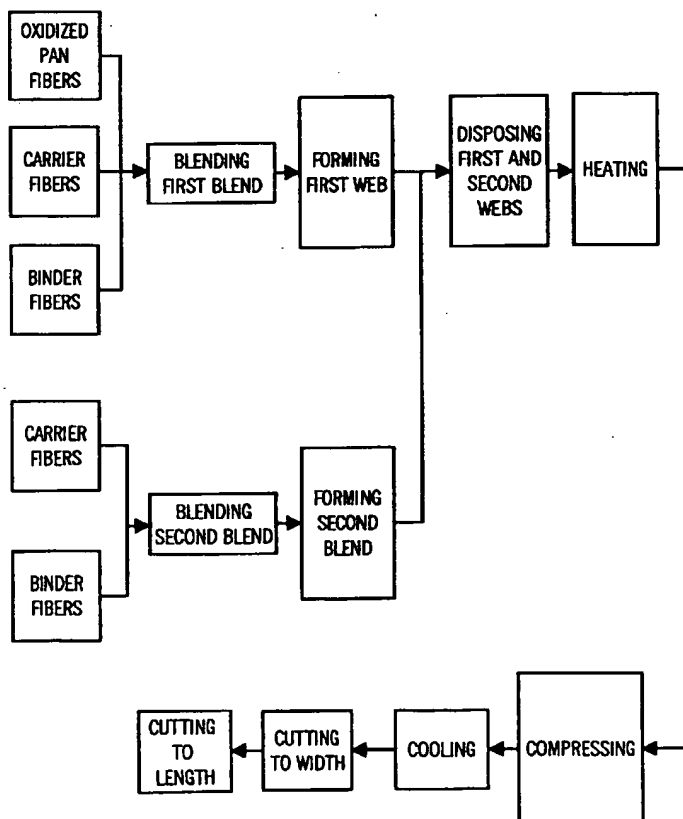 OXIDIZED
PAN
FIBERS
CARRIER
FIBERS
BINDER
FIBERS
BLENDING
FIRST BLEND
FORMING
FIRST WEB
DISPOSING
FIRST AND
SECOND
WEBS
HEATING
CARRIER
FIBERS
BINDER
FIBERS
BLENDING
SECOND BLEND
FORMING
SECOND
BLEND
CUTTING
TO
LENGTH
CUTTING
TO WIDTH
COOLING
COMPRESSING